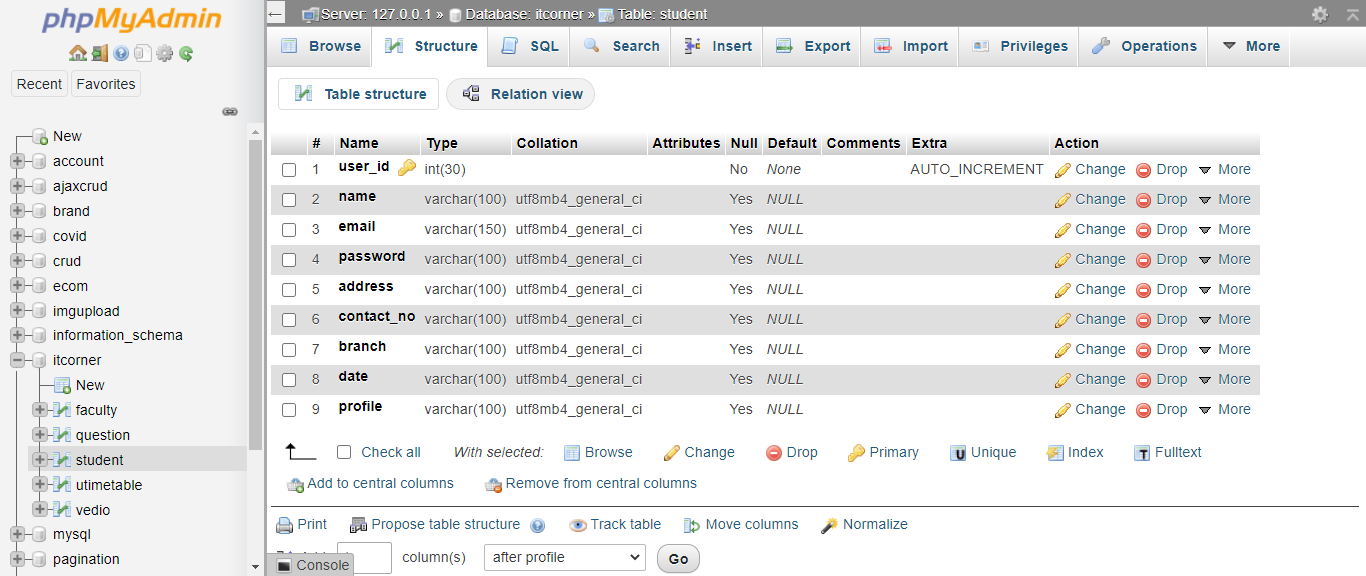 phpMyAdmin
Recent Favorites
New
account
ajaxcrud
brand
covid
crud
ecom
imgupload
information_schema
itcorner
New
faculty
question
student
utimetable
vedio
mysql
pagination
Server: 127.0.0.1 » Database: itcorner » Table: student
Browse Structure SQL Search Insert Export Import Privileges Operations More
Table structure Relation view
# Name Type Collation Attributes Null Default Comments Extra Action
1 user_id int(30) No None AUTO_INCREMENT Change Drop More
2 name varchar(100) utf8mb4_general_ci Yes NULL Change Drop More
3 email varchar(150) utf8mb4_general_ci Yes NULL Change Drop More
4 password varchar(100) utf8mb4_general_ci Yes NULL Change Drop More
5 address varchar(100) utf8mb4_general_ci Yes NULL Change Drop More
6 contact_no varchar(100) utf8mb4_general_ci Yes NULL Change Drop More
7 branch varchar(100) utf8mb4_general_ci Yes NULL Change Drop More
8 date varchar(100) utf8mb4_general_ci Yes NULL Change Drop More
9 profile varchar(100) utf8mb4_general_ci Yes NULL Change Drop More
Check all With selected: Browse Change Drop Primary Unique Index Fulltext
Add to central columns Remove from central columns
Print Propose table structure Track table Move columns Normalize
column(s) after profile Go
Console